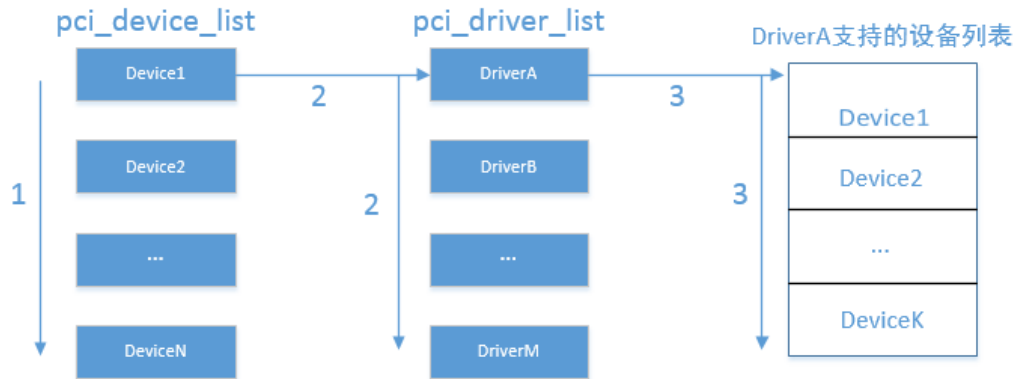 pci_device_list
pci_driver_list
DriverA支持的设备列表
Device1
2
DriverA
3
Device1
Device2
DriverB
Device2
1
2
3
...
...
...
DeviceN
DriverM
DeviceK